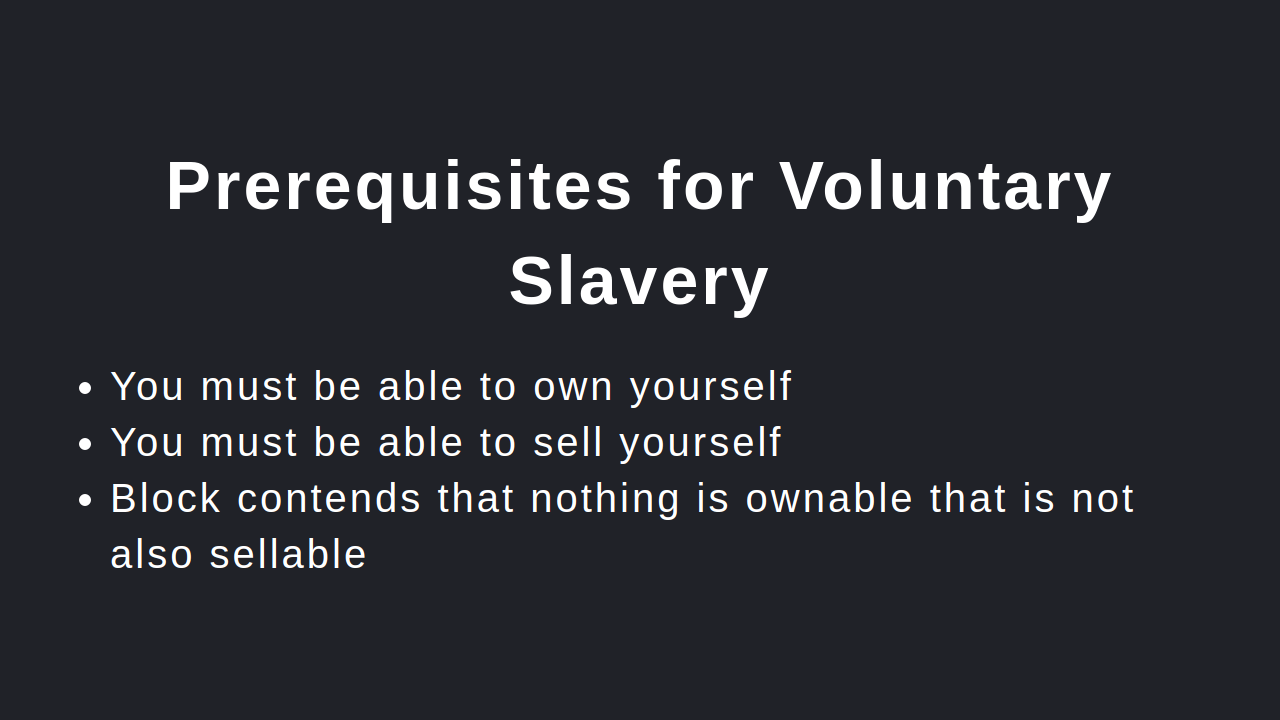 Prerequisites for Voluntary
Slavery
• You must be able to own yourself
• You must be able to sell yourself
• Block contends that nothing is ownable that is not
also sellable